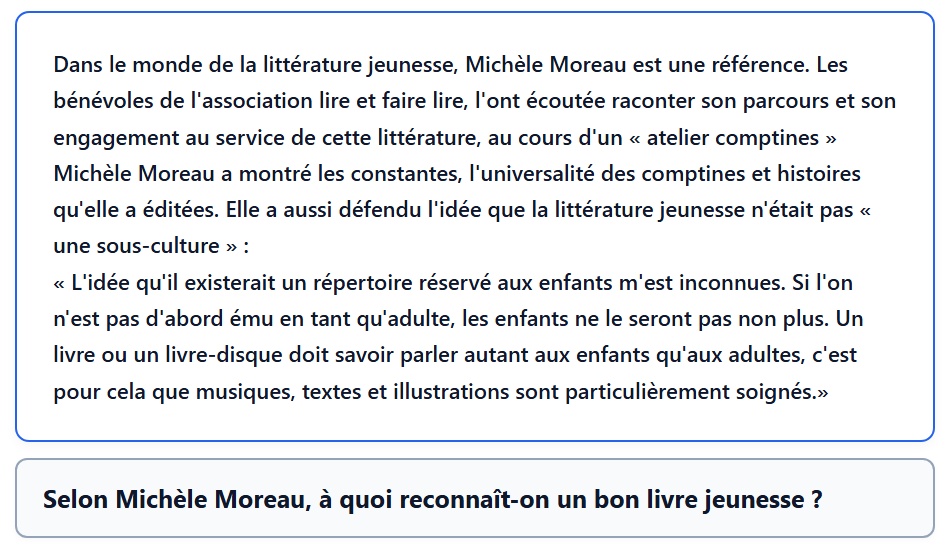 Dans le monde de la littérature jeunesse, Michèle Moreau est une référence. Les
bénévoles de l'association lire et faire lire, l'ont écoutée raconter son parcours et son
engagement au service de cette littérature, au cours d'un « atelier comptines »
Michèle Moreau a montré les constantes, l'universalité des comptines et histoires
qu'elle a éditées. Elle a aussi défendu l'idée que la littérature jeunesse n'était pas «
une sous-culture » :
« L'idée qu'il existerait un répertoire réservé aux enfants m'est inconnues. Si l'on
n'est pas d'abord ému en tant qu'adulte, les enfants ne le seront pas non plus. Un
livre ou un livre-disque doit savoir parler autant aux enfants qu'aux adultes, c'est
pour cela que musiques, textes et illustrations sont particulièrement soignés.»
Selon Michèle Moreau, à quoi reconnaît-on un bon livre jeunesse ?